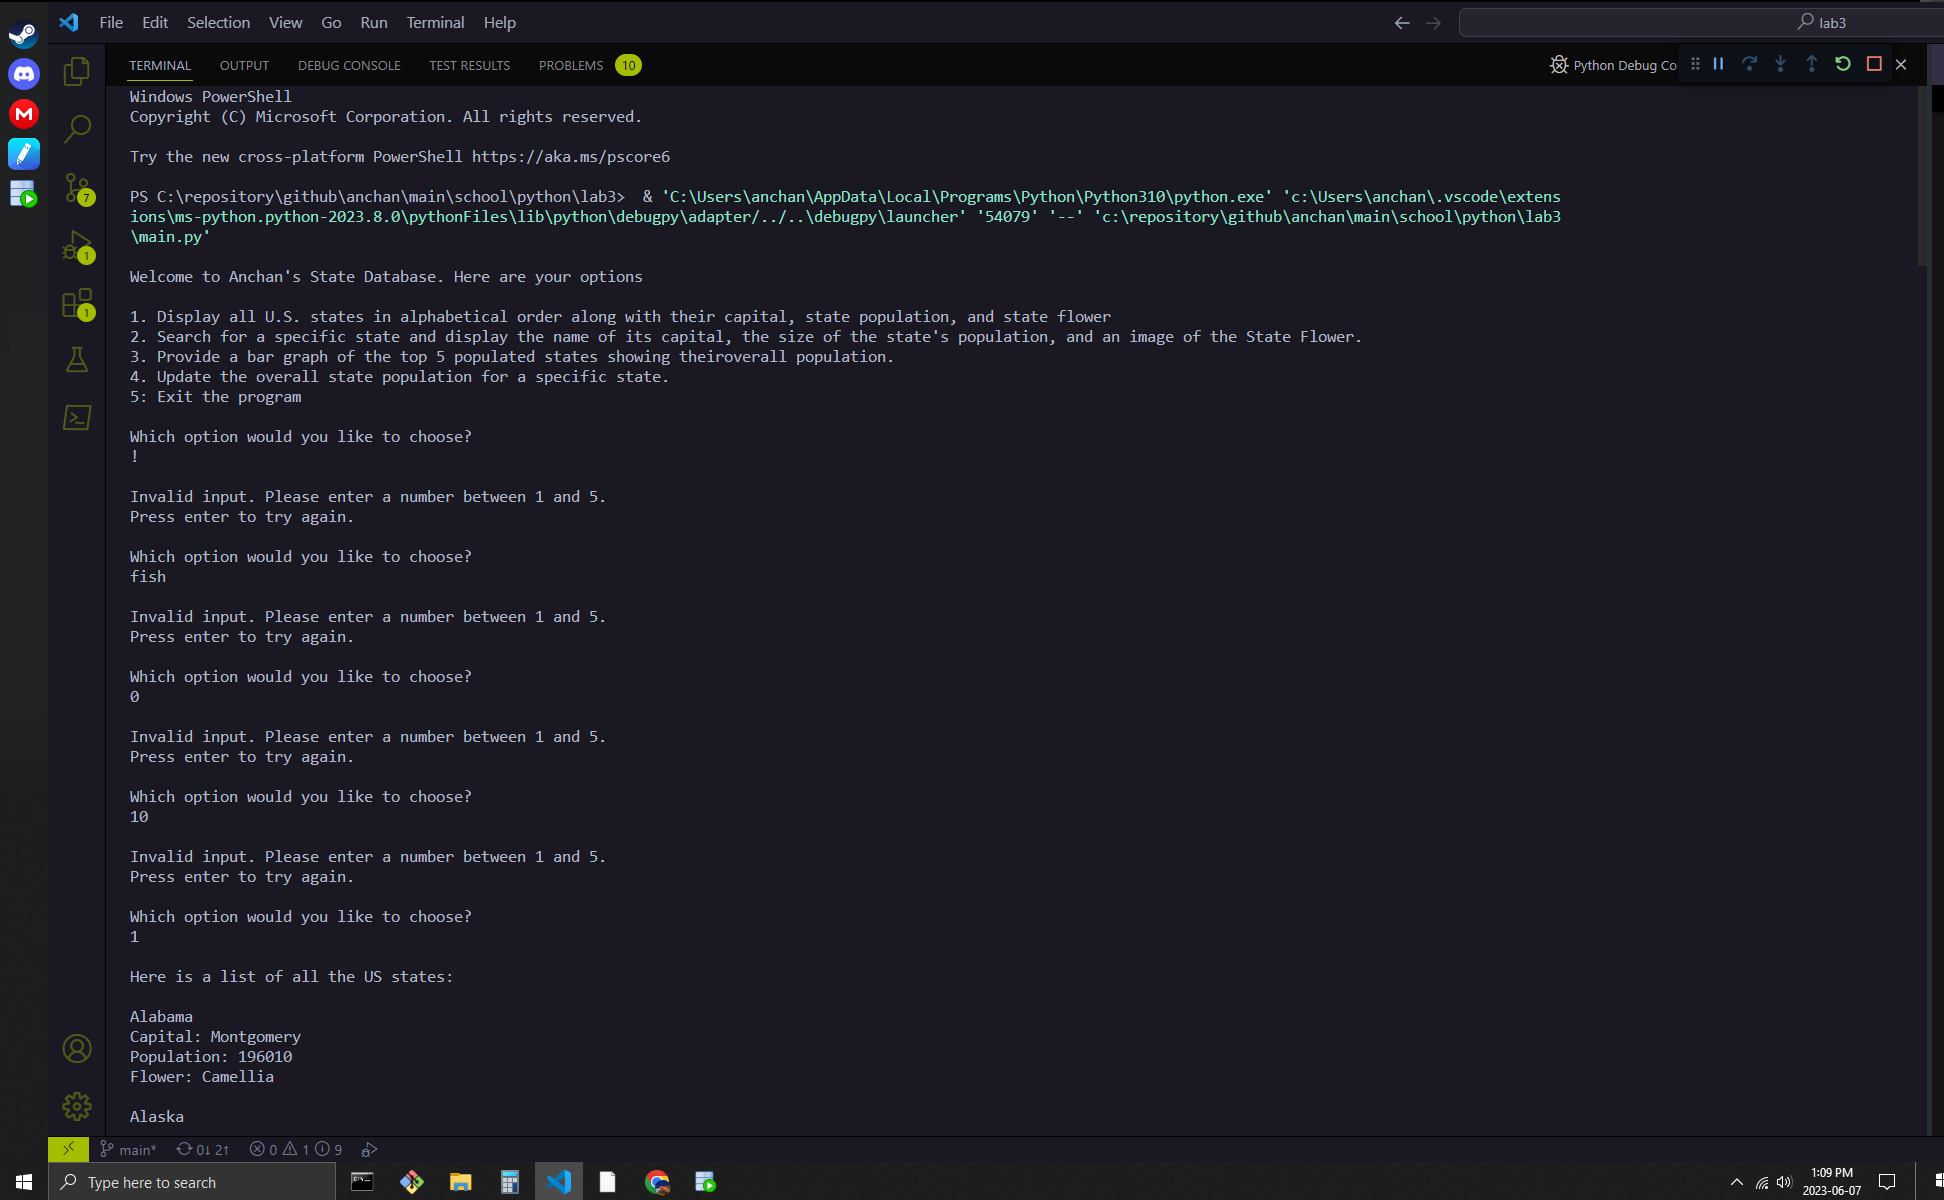 File Edit Selection View Go Run Terminal Help
lab3
TERMINAL OUTPUT DEBUG CONSOLE TEST RESULTS PROBLEMS 10
Python Debug Co
Windows PowerShell
Copyright (C) Microsoft Corporation. All rights reserved.
Try the new cross-platform PowerShell https://aka.ms/pscore6
PS C:\repository\github\anchan\main\school\python\lab3>  & 'C:\Users\anchan\AppData\Local\Programs\Python\Python310\python.exe' 'c:\Users\anchan\.vscode\extens
ions\ms-python.python-2023.8.0\pythonFiles\lib\python\debugpy\adapter/../..\debugpy\launcher' '54079' '--' 'c:\repository\github\anchan\main\school\python\lab3
\main.py'
Welcome to Anchan's State Database. Here are your options
1. Display all U.S. states in alphabetical order along with their capital, state population, and state flower
2. Search for a specific state and display the name of its capital, the size of the state's population, and an image of the State Flower.
3. Provide a bar graph of the top 5 populated states showing theiroverall population.
4. Update the overall state population for a specific state.
5: Exit the program
Which option would you like to choose?
!
Invalid input. Please enter a number between 1 and 5.
Press enter to try again.
Which option would you like to choose?
fish
Invalid input. Please enter a number between 1 and 5.
Press enter to try again.
Which option would you like to choose?
0
Invalid input. Please enter a number between 1 and 5.
Press enter to try again.
Which option would you like to choose?
10
Invalid input. Please enter a number between 1 and 5.
Press enter to try again.
Which option would you like to choose?
1
Here is a list of all the US states:
Alabama
Capital: Montgomery
Population: 196010
Flower: Camellia
Alaska
7
1
1
main* 0↓ 2↑ 0 1 9
Type here to search
1:09 PM
2023-06-07